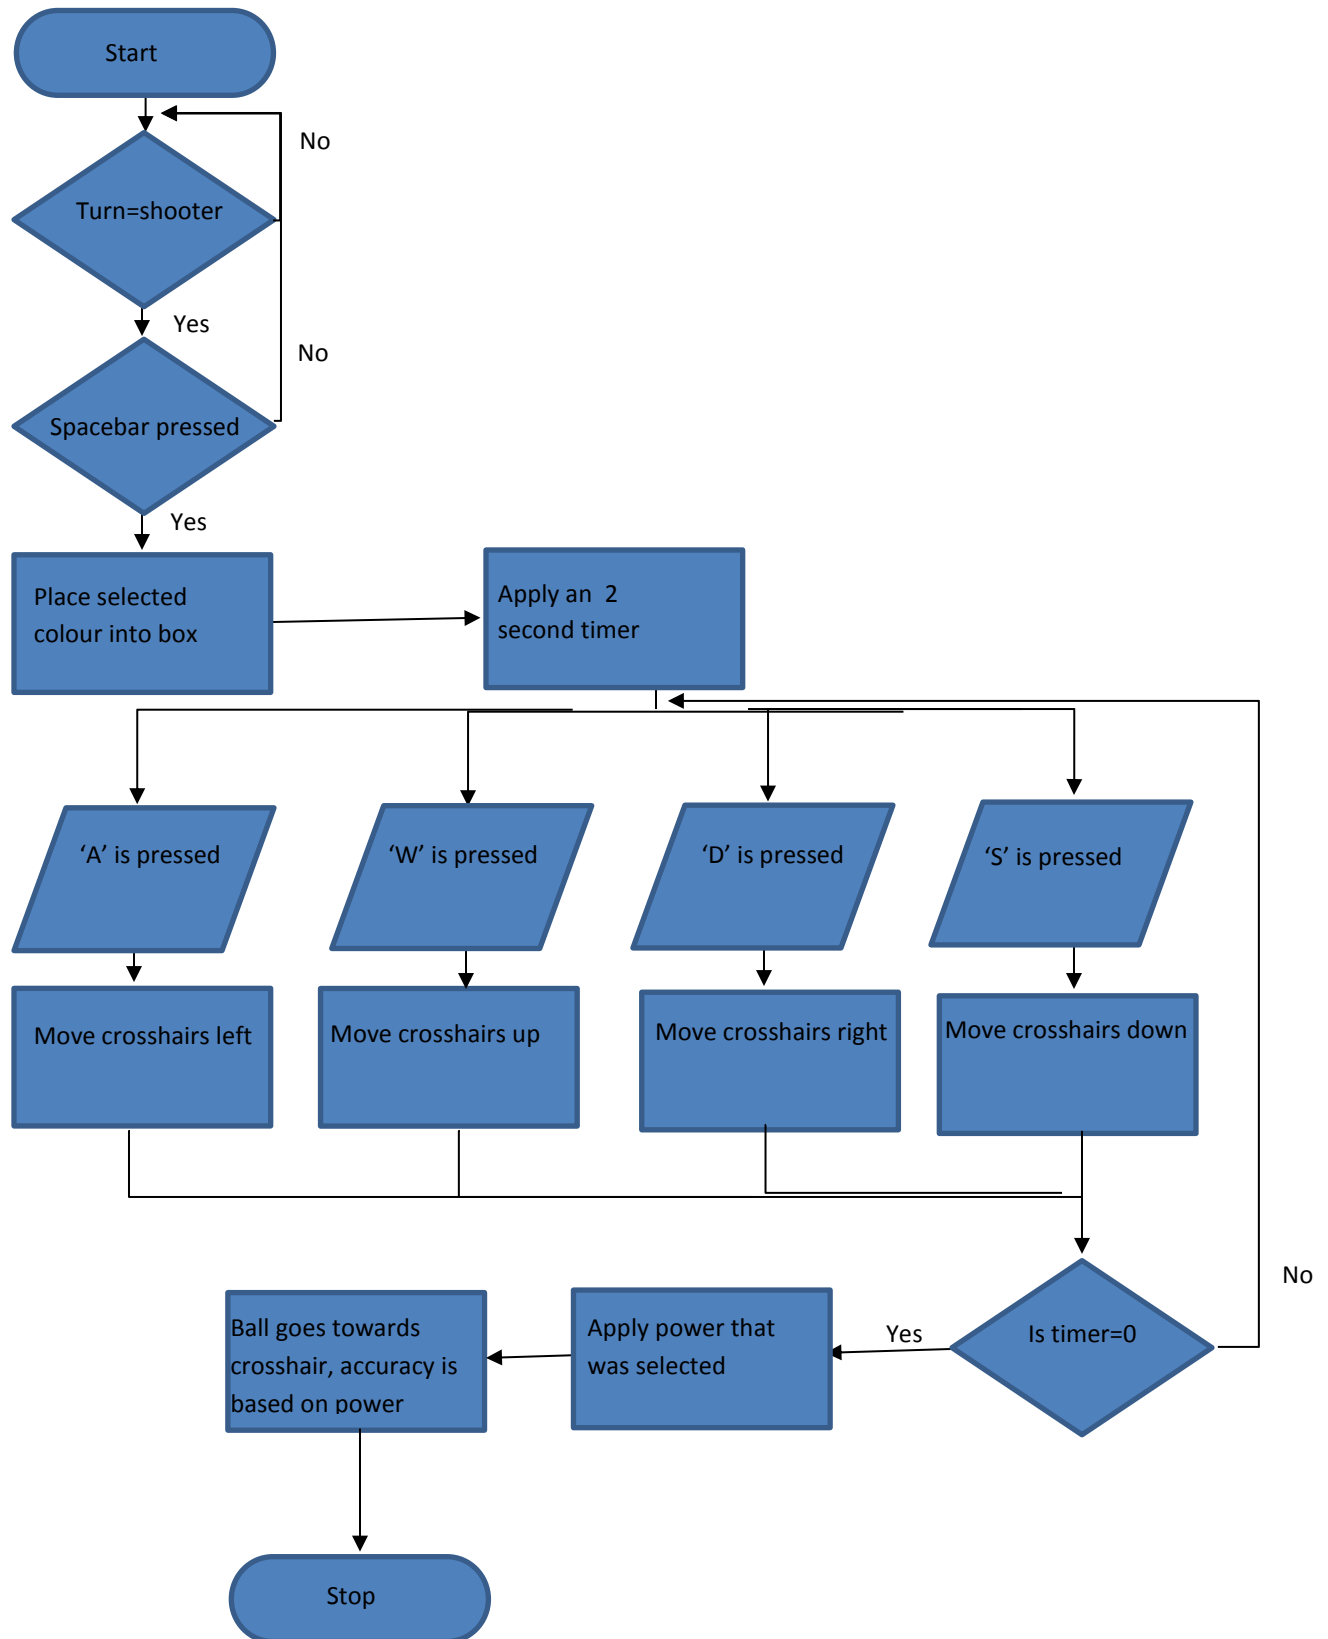 Start
No
Turn=shooter
Yes
No
Spacebar pressed
Yes
Place selected
colour into box
Apply an  2
second timer
‘A’ is pressed
‘W’ is pressed
‘D’ is pressed
‘S’ is pressed
Move crosshairs left
Move crosshairs up
Move crosshairs right
Move crosshairs down
No
Is timer=0
Yes
Apply power that
was selected
Ball goes towards
crosshair, accuracy is
based on power
Stop